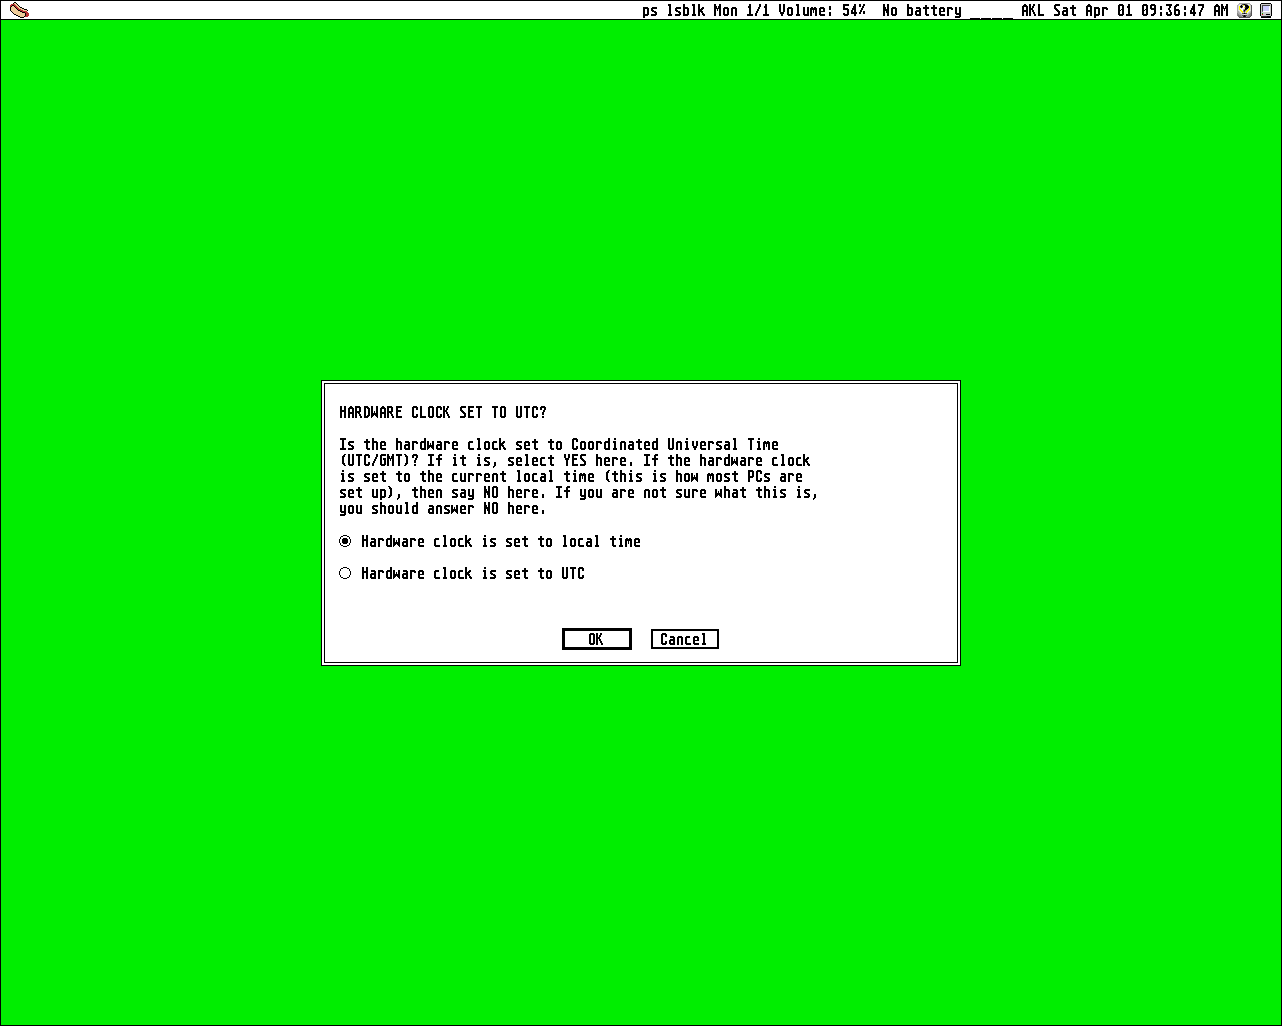 ps lsblk Mon 1/1 Volume: 54% No battery ____ AKL Sat Apr 01 09:36:47 AM ?
HARDWARE CLOCK SET TO UTC?
Is the hardware clock set to Coordinated Universal Time
(UTC/GMT)? If it is, select YES here. If the hardware clock
is set to the current local time (this is how most PCs are
set up), then say NO here. If you are not sure what this is,
you should answer NO here.
Hardware clock is set to local time
Hardware clock is set to UTC
OK Cancel